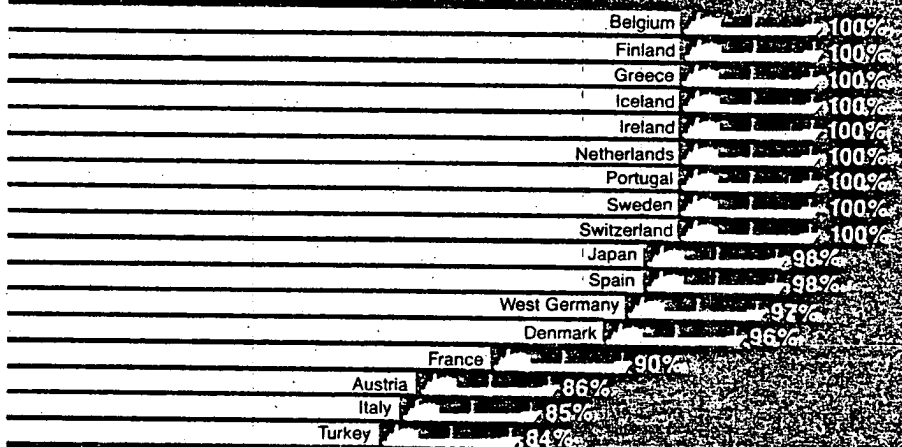 Belgium 100%
Finland 100%
Greece 100%
Iceland 100%
Ireland 100%
Netherlands 100%
Portugal 100%
Sweden 100%
Switzerland 100%
Japan 98%
Spain 98%
West Germany 97%
Denmark 96%
France 90%
Austria 86%
Italy 85%
Turkey 84%